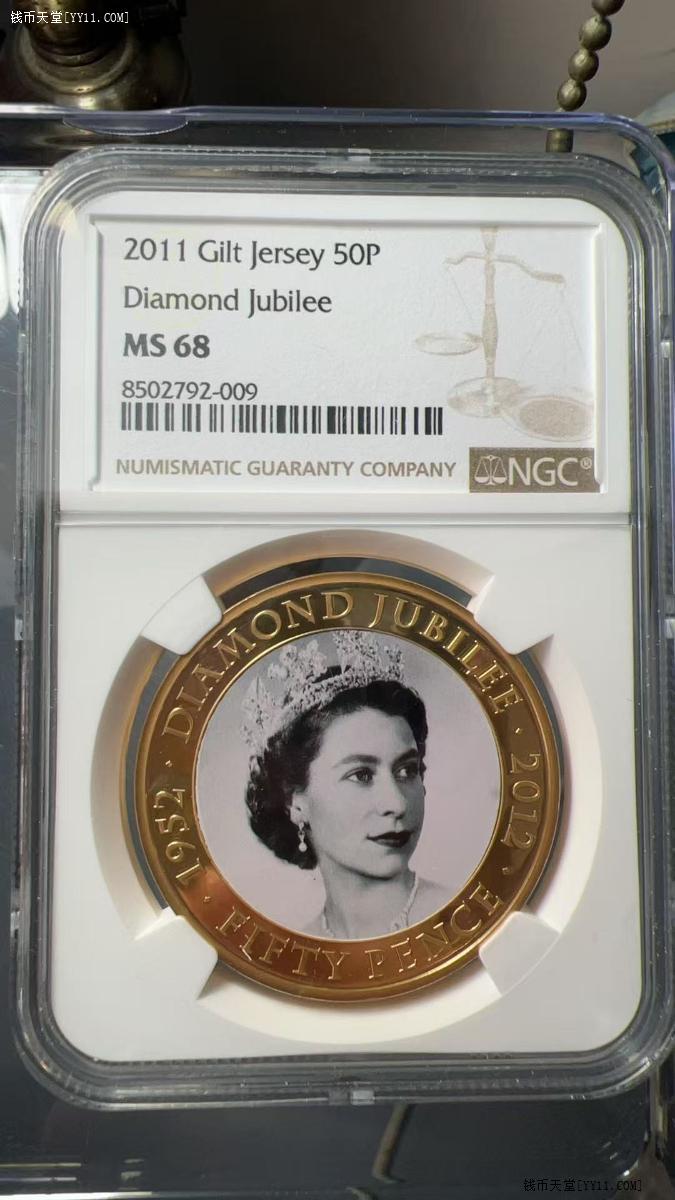 钱币天堂[YY11.COM]
2011 Gilt Jersey 50P
Diamond Jubilee
MS 68
8502792-009
NUMISMATIC GUARANTY COMPANY
NGC®
1952 · DIAMOND JUBILEE · 2012 ·
FIFTY PENCE ·
钱币天堂[YY11.COM]